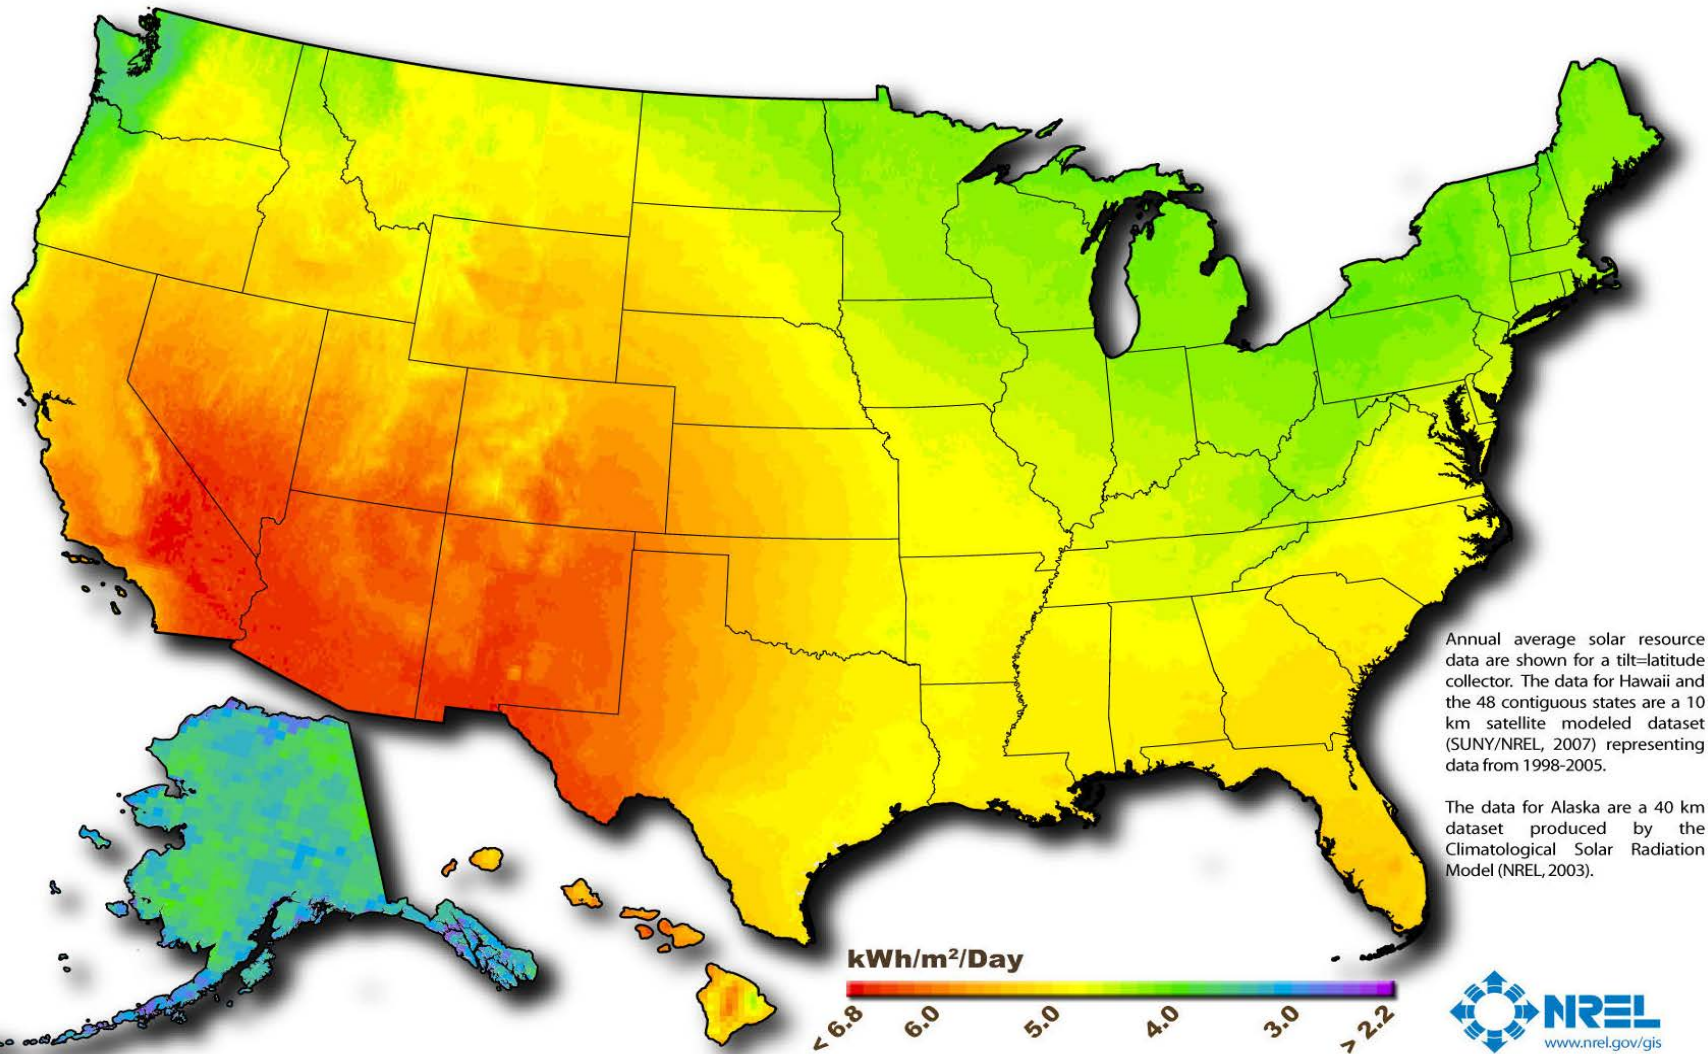 Annual average solar resource
data are shown for a tilt=latitude
collector. The data for Hawaii and
the 48 contiguous states are a 10
km satellite modeled dataset
(SUNY/NREL, 2007) representing
data from 1998-2005.
The data for Alaska are a 40 km
dataset produced by the
Climatological Solar Radiation
Model (NREL, 2003).
kWh/m²/Day
< 6.8
6.0
5.0
4.0
3.0
> 2.2
NREL
www.nrel.gov/gis